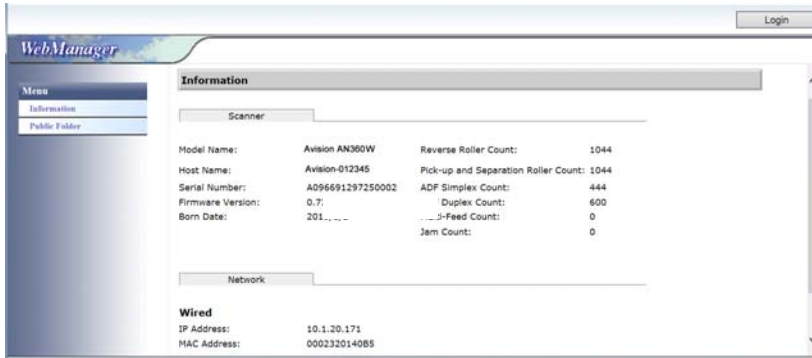 Login
WebManager
Menu
Information
Public Folder
Information
Scanner
Model Name: Avision AN360W Reverse Roller Count: 1044
Host Name: Avision-012345 Pick-up and Separation Roller Count: 1044
Serial Number: A096691297250002 ADF Simplex Count: 444
Firmware Version: Duplex Count: 600
Born Date: Count: 0
Jam Count: 0
Network
Wired
IP Address: 10.1.20.171
MAC Address: 0002320140B5